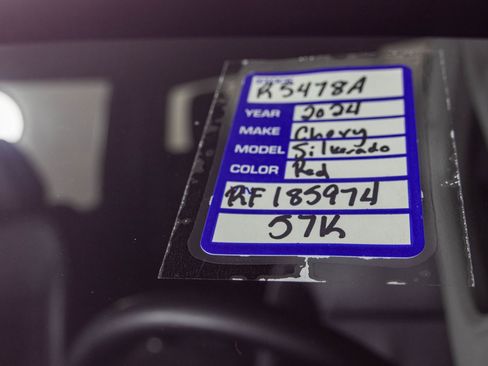 R5478A
YEAR 2024
MAKE Chevy
MODEL Silverado
COLOR Red
RF185974
57K